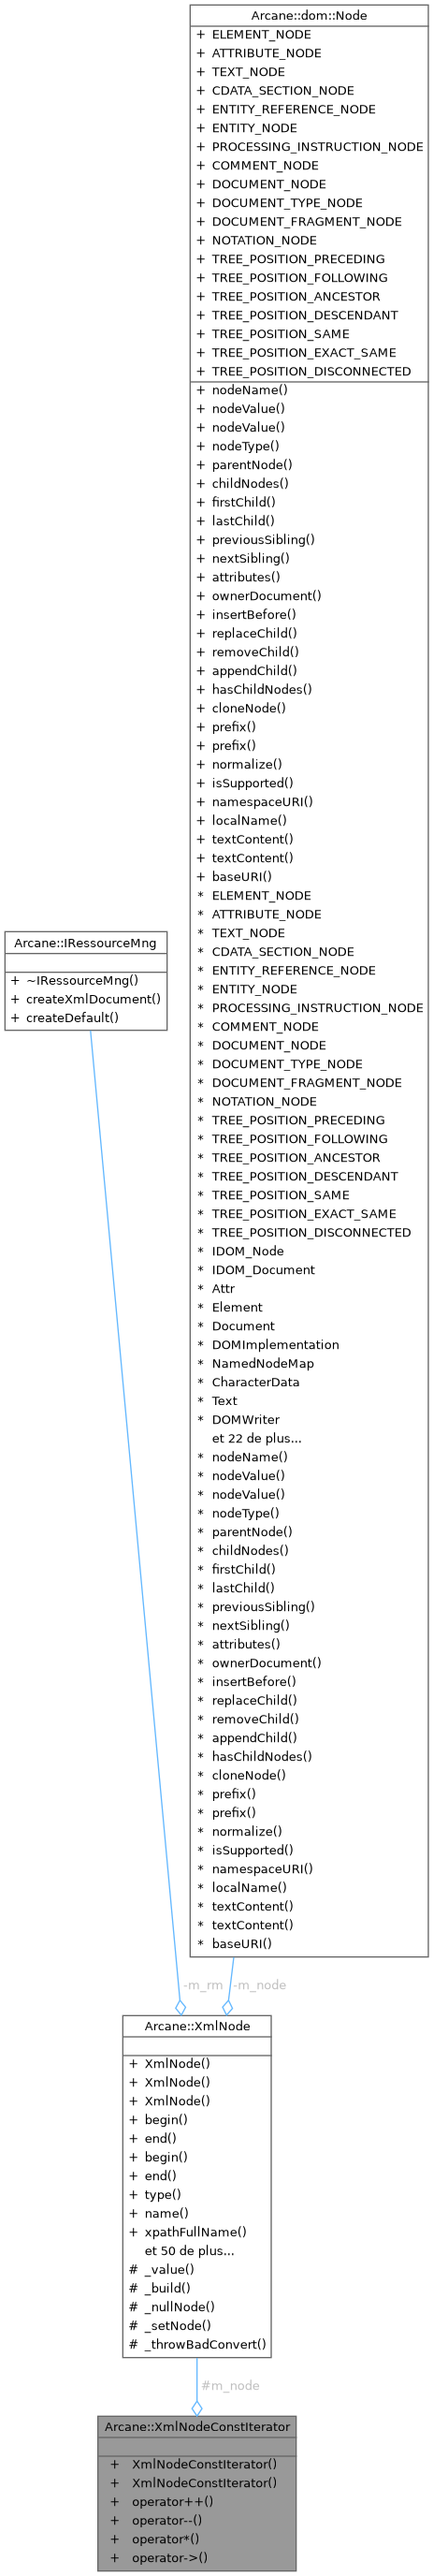 Arcane::dom::Node
+ ELEMENT_NODE
+ ATTRIBUTE_NODE
+ TEXT_NODE
+ CDATA_SECTION_NODE
+ ENTITY_REFERENCE_NODE
+ ENTITY_NODE
+ PROCESSING_INSTRUCTION_NODE
+ COMMENT_NODE
+ DOCUMENT_NODE
+ DOCUMENT_TYPE_NODE
+ DOCUMENT_FRAGMENT_NODE
+ NOTATION_NODE
+ TREE_POSITION_PRECEDING
+ TREE_POSITION_FOLLOWING
+ TREE_POSITION_ANCESTOR
+ TREE_POSITION_DESCENDANT
+ TREE_POSITION_SAME
+ TREE_POSITION_EXACT_SAME
+ TREE_POSITION_DISCONNECTED
+ nodeName()
+ nodeValue()
+ nodeValue()
+ nodeType()
+ parentNode()
+ childNodes()
+ firstChild()
+ lastChild()
+ previousSibling()
+ nextSibling()
+ attributes()
+ ownerDocument()
+ insertBefore()
+ replaceChild()
+ removeChild()
+ appendChild()
+ hasChildNodes()
+ cloneNode()
+ prefix()
+ prefix()
+ normalize()
+ isSupported()
+ namespaceURI()
+ localName()
+ textContent()
+ textContent()
+ baseURI()
* ELEMENT_NODE
* ATTRIBUTE_NODE
* TEXT_NODE
* CDATA_SECTION_NODE
* ENTITY_REFERENCE_NODE
* ENTITY_NODE
* PROCESSING_INSTRUCTION_NODE
* COMMENT_NODE
* DOCUMENT_NODE
* DOCUMENT_TYPE_NODE
* DOCUMENT_FRAGMENT_NODE
* NOTATION_NODE
* TREE_POSITION_PRECEDING
* TREE_POSITION_FOLLOWING
* TREE_POSITION_ANCESTOR
* TREE_POSITION_DESCENDANT
* TREE_POSITION_SAME
* TREE_POSITION_EXACT_SAME
* TREE_POSITION_DISCONNECTED
* IDOM_Node
* IDOM_Document
* Attr
* Element
* Document
* DOMImplementation
* NamedNodeMap
* CharacterData
* Text
* DOMWriter
et 22 de plus...
* nodeName()
* nodeValue()
* nodeValue()
* nodeType()
* parentNode()
* childNodes()
* firstChild()
* lastChild()
* previousSibling()
* nextSibling()
* attributes()
* ownerDocument()
* insertBefore()
* replaceChild()
* removeChild()
* appendChild()
* hasChildNodes()
* cloneNode()
* prefix()
* prefix()
* normalize()
* isSupported()
* namespaceURI()
* localName()
* textContent()
* textContent()
* baseURI()
Arcane::IRessourceMng
+ ~IRessourceMng()
+ createXmlDocument()
+ createDefault()
-m_rm
-m_node
Arcane::XmlNode
+ XmlNode()
+ XmlNode()
+ XmlNode()
+ begin()
+ end()
+ begin()
+ end()
+ type()
+ name()
+ xpathFullName()
et 50 de plus...
# _value()
# _build()
# _nullNode()
# _setNode()
# _throwBadConvert()
#m_node
Arcane::XmlNodeConstIterator
+ XmlNodeConstIterator()
+ XmlNodeConstIterator()
+ operator++()
+ operator--()
+ operator*()
+ operator->()